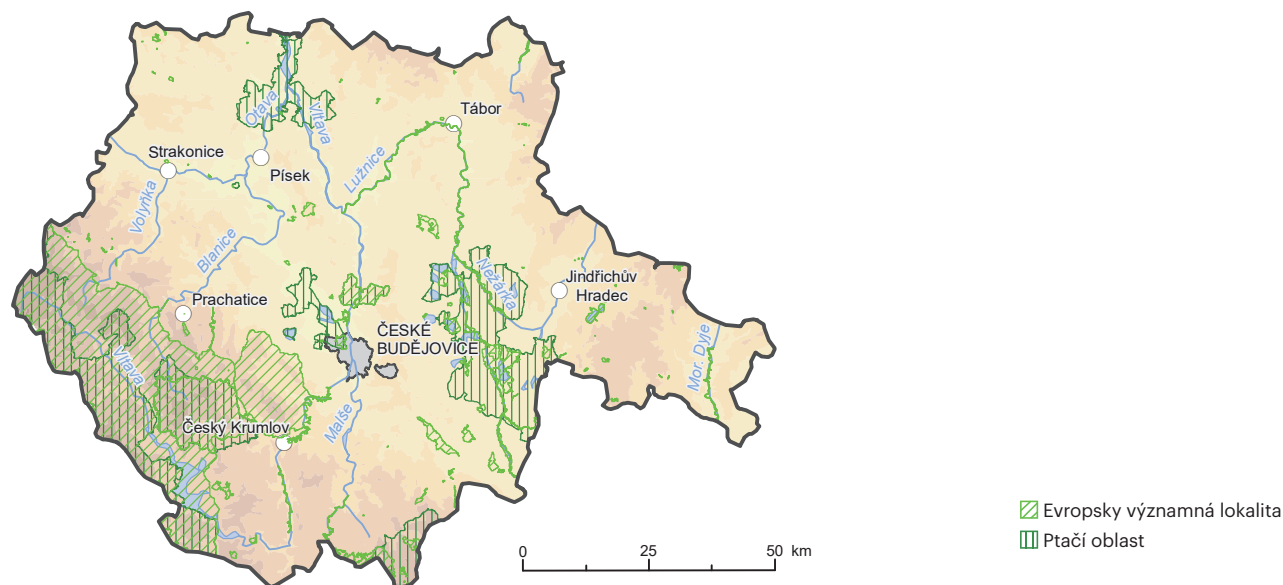 Tábor
Otava
Vltava
Strakonice
Písek
Lužnice
Volyňka
Blanice
Nežárka
Jindřichův
Hradec
Prachatice
ČESKÉ
BUDĚJOVICE
Vltava
Mor. Dyje
Český Krumlov
Malše
Evropsky významná lokalita
Ptačí oblast
0 25 50 km